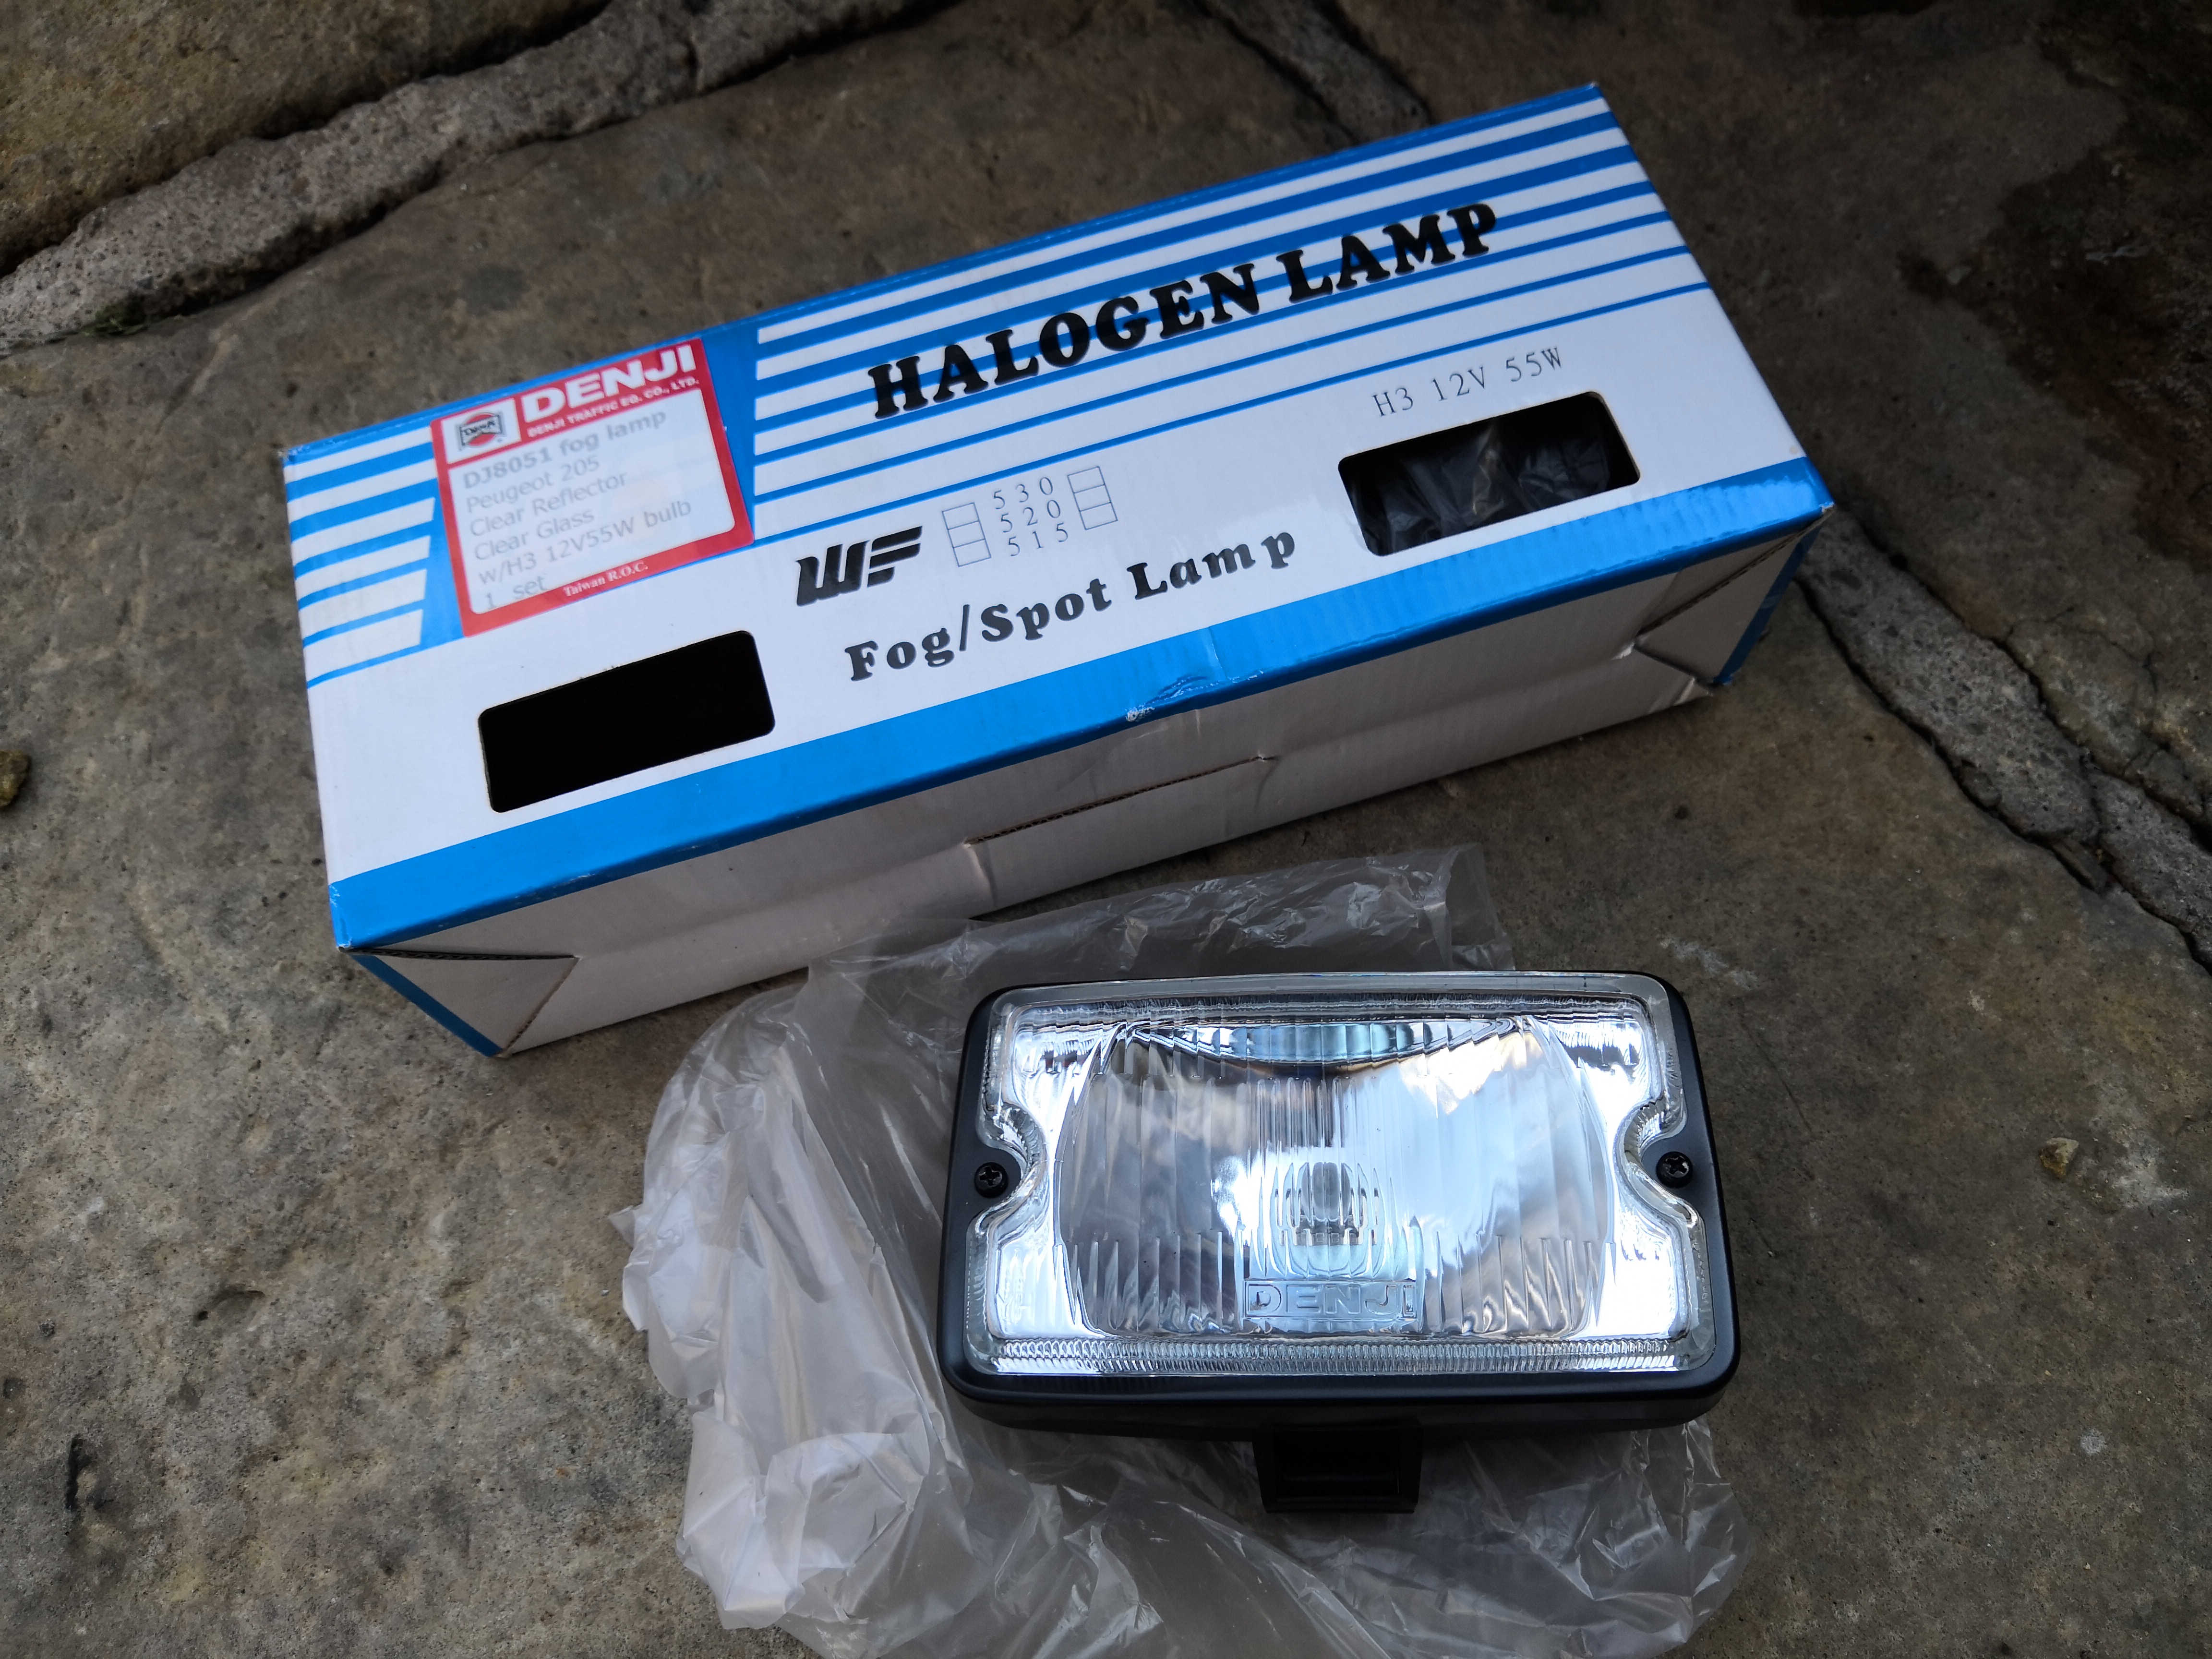 HALOGEN LAMP
H3 12V 55W
DENJI
DENJI TRAFFIC EQ. CO., LTD.
DJ8051 fog lamp
Peugeot 205
Clear Reflector
Clear Glass
w/H3 12V55W bulb
1 set
Taiwan R.O.C.
530
520
515
WF
Fog/Spot Lamp
DENJI